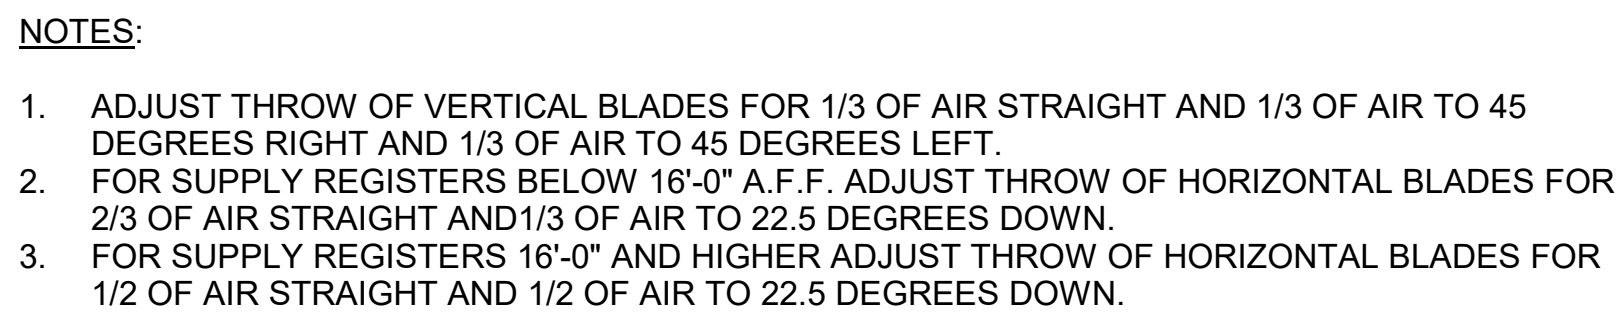 NOTES:
1. ADJUST THROW OF VERTICAL BLADES FOR 1/3 OF AIR STRAIGHT AND 1/3 OF AIR TO 45
DEGREES RIGHT AND 1/3 OF AIR TO 45 DEGREES LEFT.
2. FOR SUPPLY REGISTERS BELOW 16'-0" A.F.F. ADJUST THROW OF HORIZONTAL BLADES FOR
2/3 OF AIR STRAIGHT AND1/3 OF AIR TO 22.5 DEGREES DOWN.
3. FOR SUPPLY REGISTERS 16'-0" AND HIGHER ADJUST THROW OF HORIZONTAL BLADES FOR
1/2 OF AIR STRAIGHT AND 1/2 OF AIR TO 22.5 DEGREES DOWN.